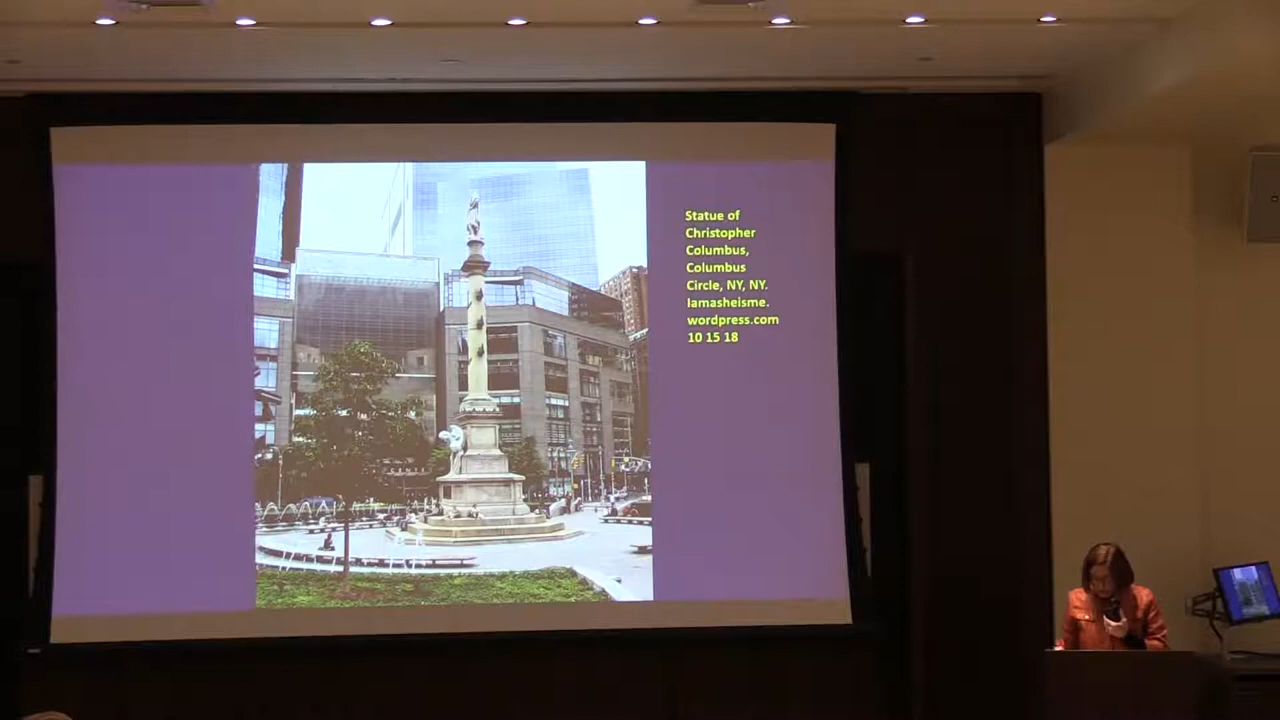 Statue of
Christopher
Columbus,
Columbus
Circle, NY, NY.
Iamasheisme.
wordpress.com
10 15 18